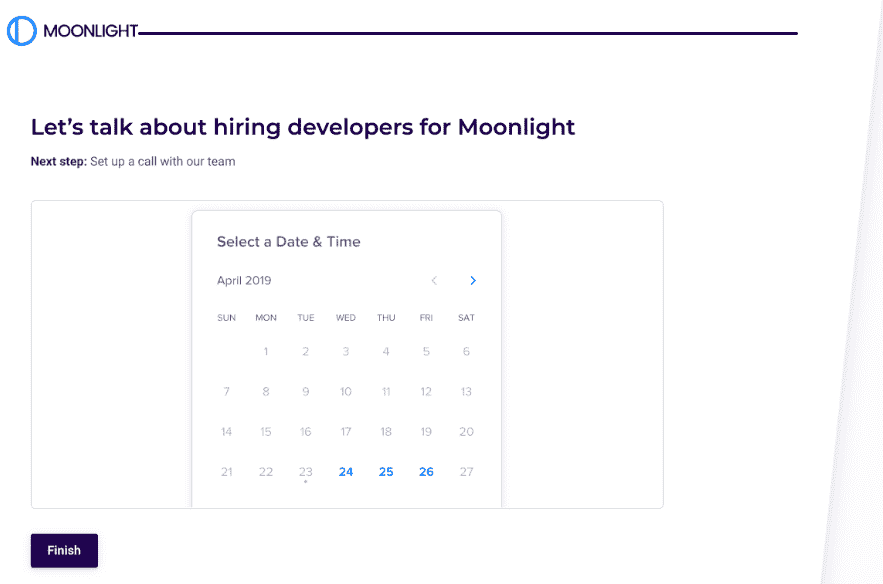 MOONLIGHT
Let's talk about hiring developers for Moonlight
Next step: Set up a call with our team
Select a Date & Time
April 2019
SUN MON TUE WED THU FRI SAT
1 2 3 4 5 6
7 8 9 10 11 12 13
14 15 16 17 18 19 20
21 22 23 24 25 26 27
Finish